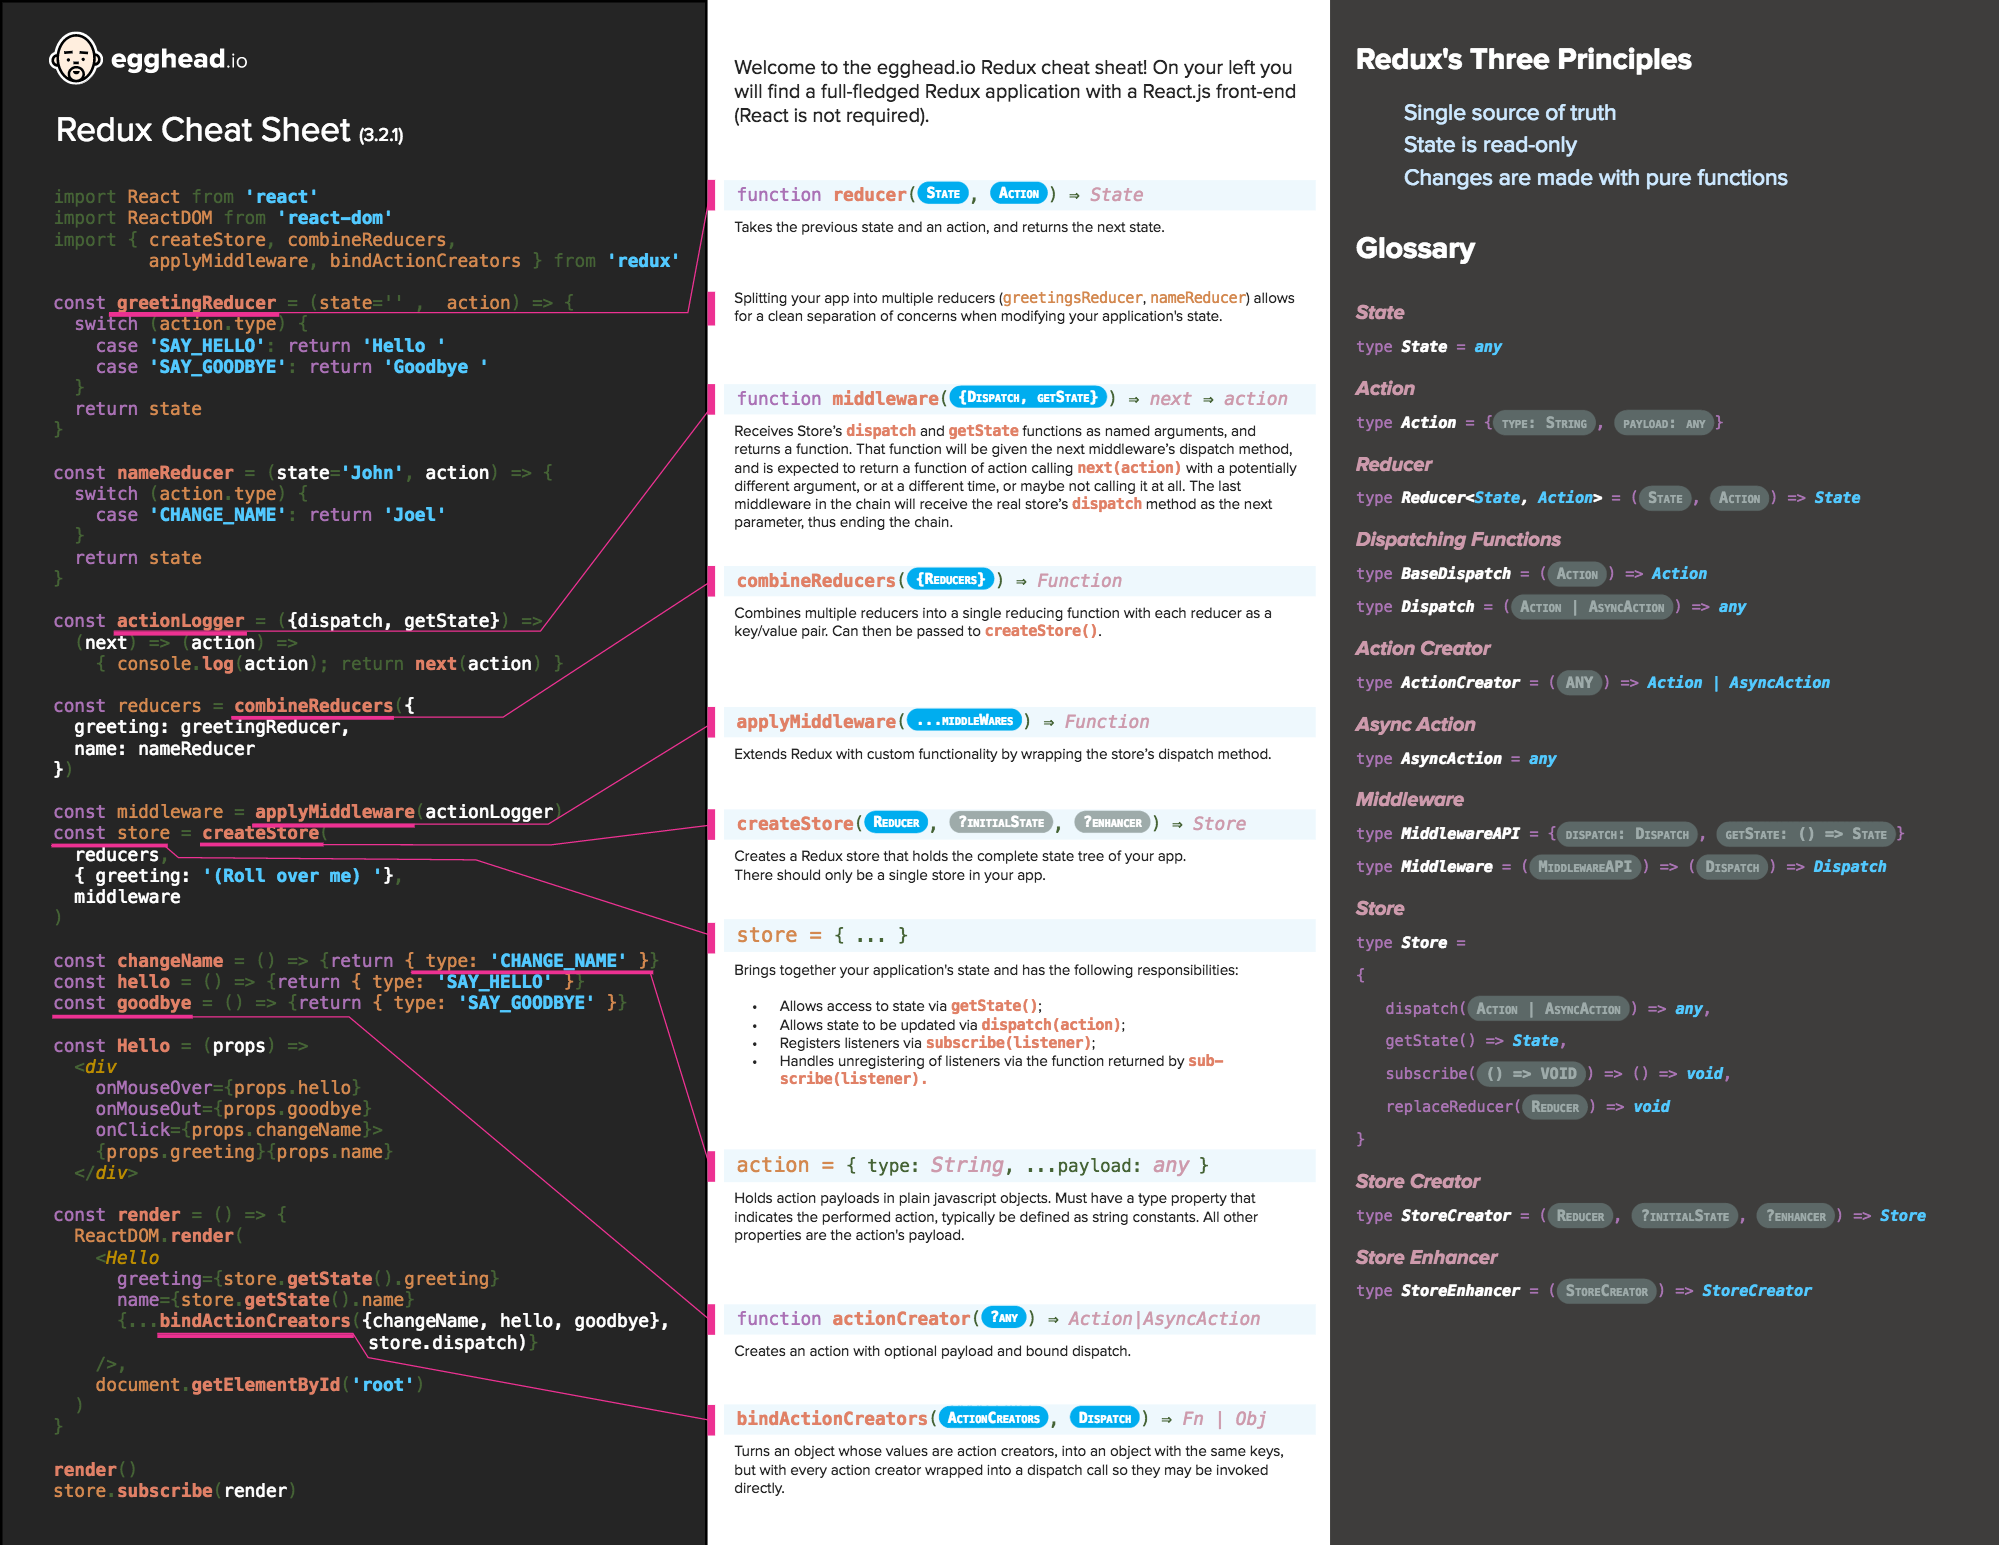 egghead.io
Redux Cheat Sheet (3.2.1)
import React from 'react'
import ReactDOM from 'react-dom'
import { createStore, combineReducers,
         applyMiddleware, bindActionCreators } from 'redux'
const greetingReducer = (state='' ,  action) => {
  switch (action.type) {
    case 'SAY_HELLO': return 'Hello '
    case 'SAY_GOODBYE': return 'Goodbye '
  }
  return state
}
const nameReducer = (state='John', action) => {
  switch (action.type) {
    case 'CHANGE_NAME': return 'Joel'
  }
  return state
}
const actionLogger = ({dispatch, getState}) =>
  (next) => (action) =>
    { console.log(action); return next(action) }
const reducers = combineReducers({
  greeting: greetingReducer,
  name: nameReducer
})
const middleware = applyMiddleware(actionLogger)
const store = createStore(
  reducers,
  { greeting: '(Roll over me) '},
  middleware
)
const changeName = () => {return { type: 'CHANGE_NAME' }}
const hello = () => {return { type: 'SAY_HELLO' }}
const goodbye = () => {return { type: 'SAY_GOODBYE' }}
const Hello = (props) =>
  <div
    onMouseOver={props.hello}
    onMouseOut={props.goodbye}
    onClick={props.changeName}>
    {props.greeting}{props.name}
  </div>
const render = () => {
  ReactDOM.render(
    <Hello
      greeting={store.getState().greeting}
      name={store.getState().name}
      {...bindActionCreators({changeName, hello, goodbye},
                              store.dispatch)}
    />,
    document.getElementById('root')
  )
}
render()
store.subscribe(render)
Welcome to the egghead.io Redux cheat sheat! On your left you
will find a full-fledged Redux application with a React.js front-end
(React is not required).
function reducer(State, Action) ⇒ State
Takes the previous state and an action, and returns the next state.
Splitting your app into multiple reducers (greetingsReducer, nameReducer) allows
for a clean separation of concerns when modifying your application's state.
function middleware({Dispatch, getState}) ⇒ next ⇒ action
Receives Store's dispatch and getState functions as named arguments, and
returns a function. That function will be given the next middleware's dispatch method,
and is expected to return a function of action calling next(action) with a potentially
different argument, or at a different time, or maybe not calling it at all. The last
middleware in the chain will receive the real store's dispatch method as the next
parameter, thus ending the chain.
combineReducers({Reducers}) ⇒ Function
Combines multiple reducers into a single reducing function with each reducer as a
key/value pair. Can then be passed to createStore().
applyMiddleware(...middleWares) ⇒ Function
Extends Redux with custom functionality by wrapping the store's dispatch method.
createStore(Reducer, ?initialState, ?enhancer) ⇒ Store
Creates a Redux store that holds the complete state tree of your app.
There should only be a single store in your app.
store = { ... }
Brings together your application's state and has the following responsibilities:
• Allows access to state via getState();
• Allows state to be updated via dispatch(action);
• Registers listeners via subscribe(listener);
• Handles unregistering of listeners via the function returned by sub-
scribe(listener).
action = { type: String, ...payload: any }
Holds action payloads in plain javascript objects. Must have a type property that
indicates the performed action, typically be defined as string constants. All other
properties are the action's payload.
function actionCreator(?any) ⇒ Action|AsyncAction
Creates an action with optional payload and bound dispatch.
bindActionCreators(ActionCreators, Dispatch) ⇒ Fn | Obj
Turns an object whose values are action creators, into an object with the same keys,
but with every action creator wrapped into a dispatch call so they may be invoked
directly.
Redux's Three Principles
Single source of truth
State is read-only
Changes are made with pure functions
Glossary
State
type State = any
Action
type Action = {type: String, payload: any}
Reducer
type Reducer<State, Action> = (State, Action) => State
Dispatching Functions
type BaseDispatch = (Action) => Action
type Dispatch = (Action | AsyncAction) => any
Action Creator
type ActionCreator = (ANY) => Action | AsyncAction
Async Action
type AsyncAction = any
Middleware
type MiddlewareAPI = {dispatch: Dispatch, getState: () => State}
type Middleware = (MiddlewareAPI) => (Dispatch) => Dispatch
Store
type Store =
{
dispatch(Action | AsyncAction) => any,
getState() => State,
subscribe(() => VOID) => () => void,
replaceReducer(Reducer) => void
}
Store Creator
type StoreCreator = (Reducer, ?initialState, ?enhancer) => Store
Store Enhancer
type StoreEnhancer = (StoreCreator) => StoreCreator